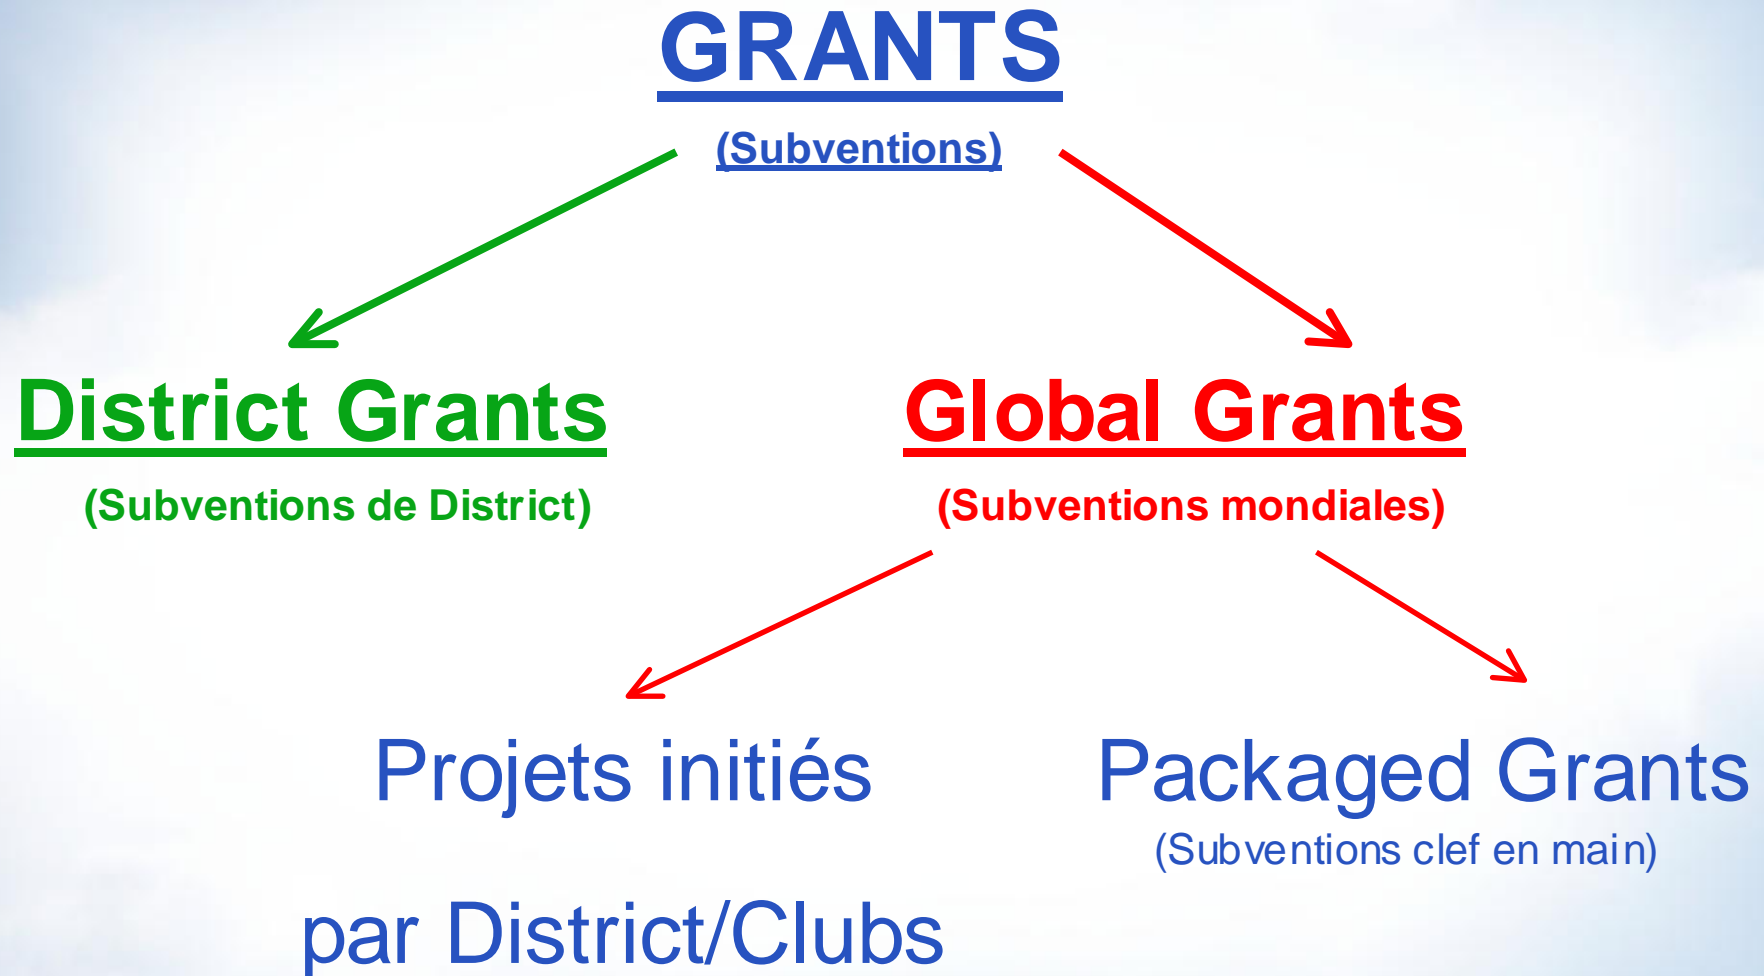 GRANTS
(Subventions)
District Grants
(Subventions de District)
Global Grants
(Subventions mondiales)
Projets initiés
par District/Clubs
Packaged Grants
(Subventions clef en main)